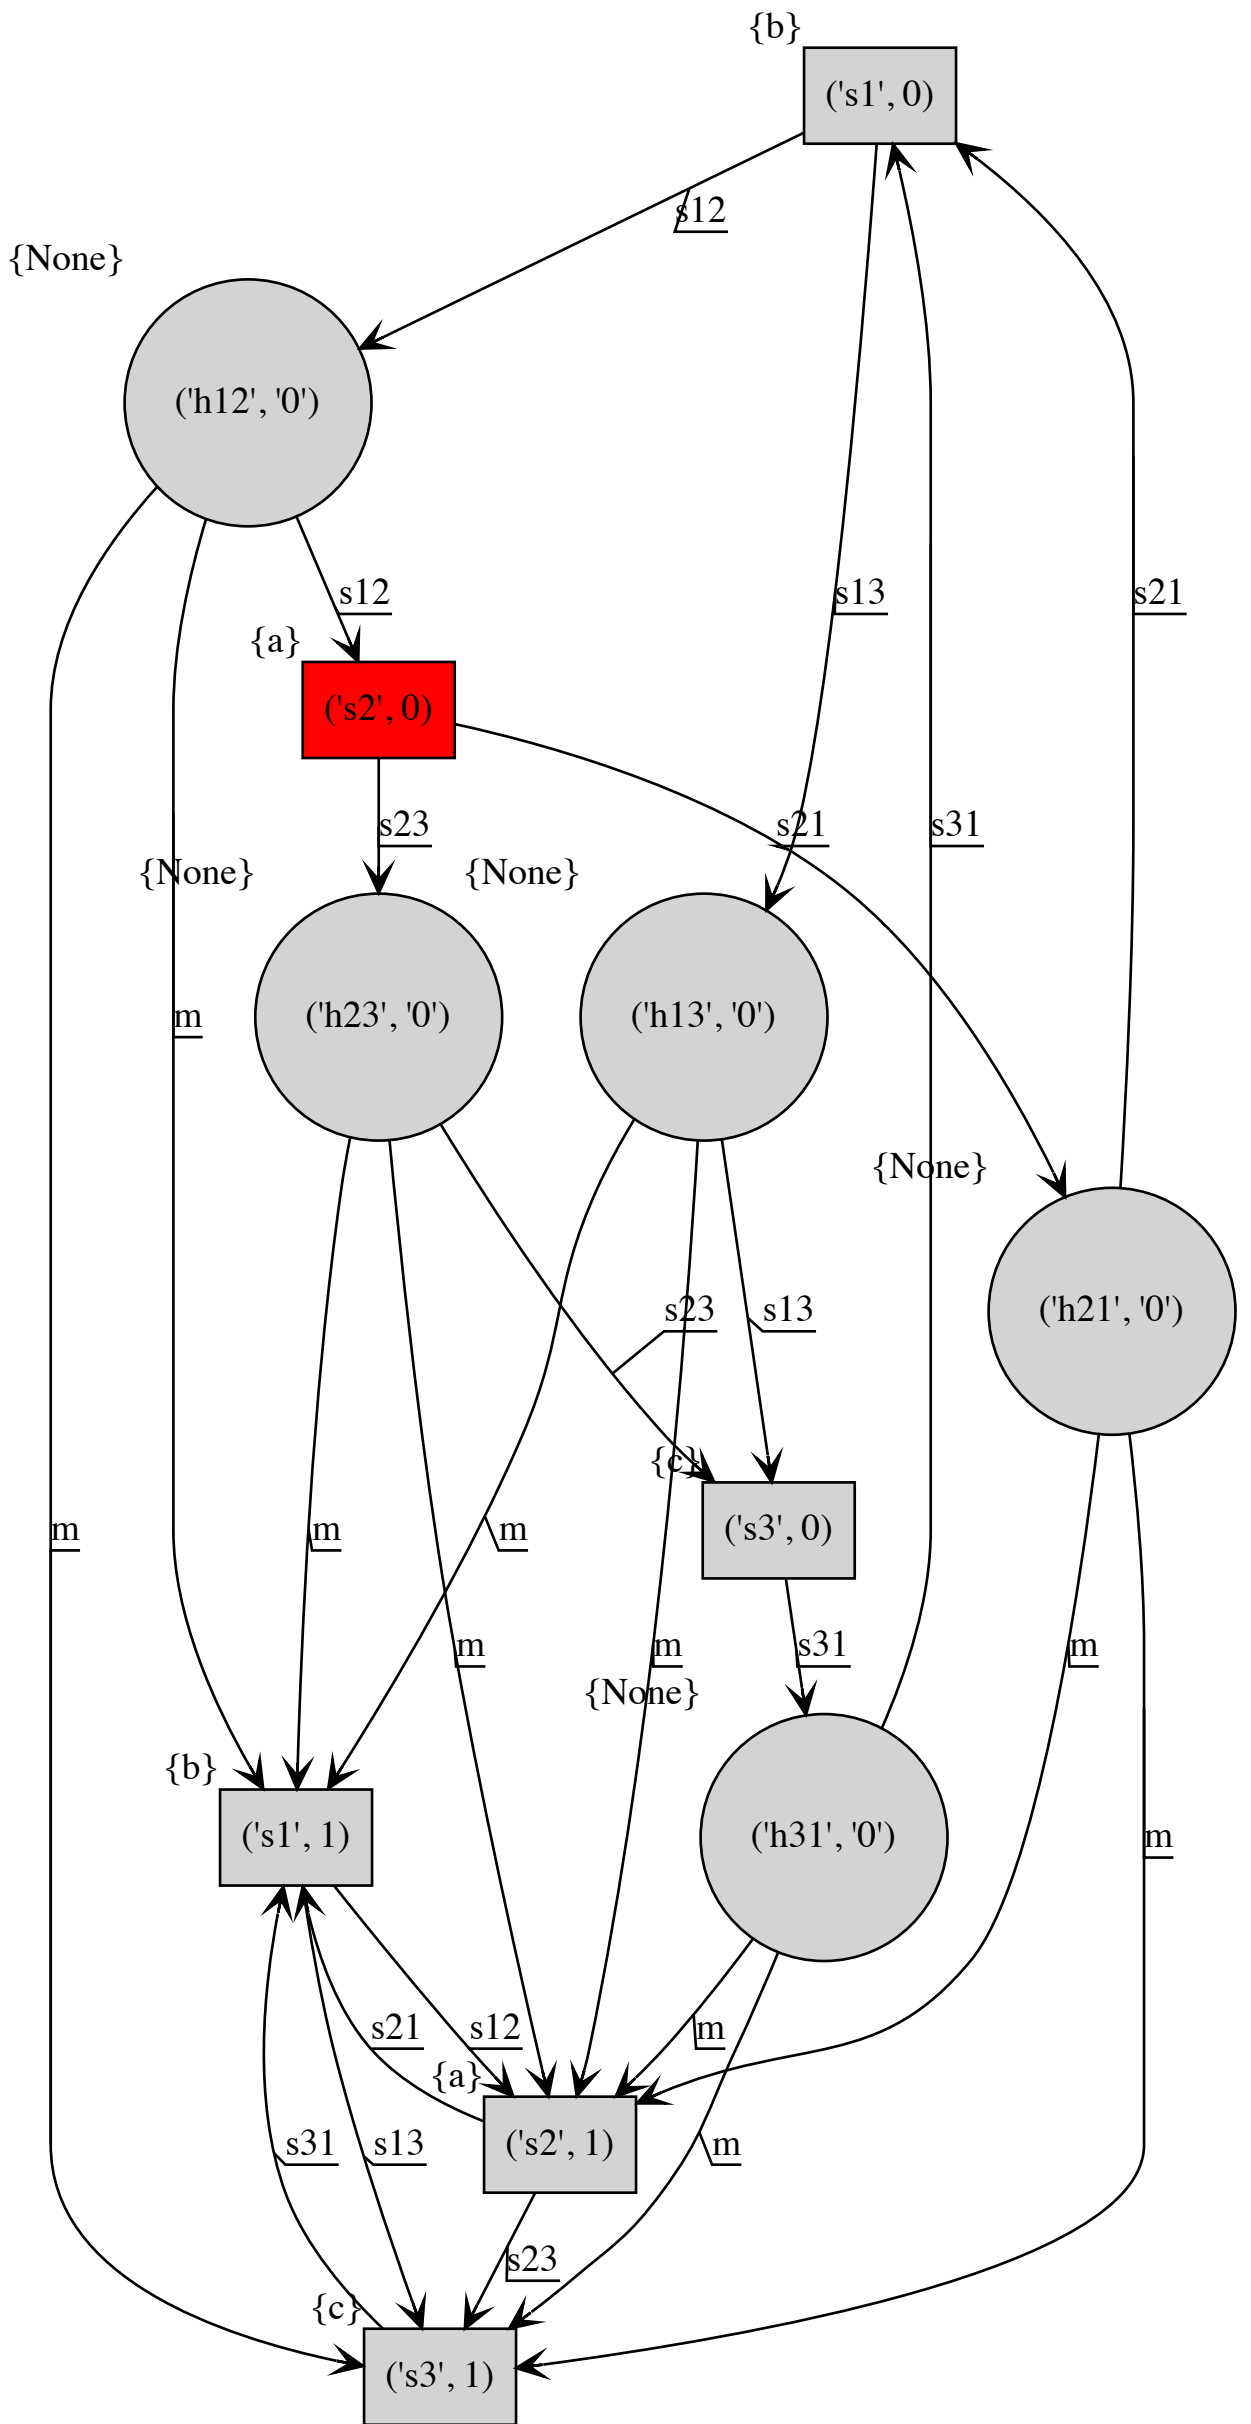 {b}
('s1', 0)
s12
{None}
('h12', '0')
s12
s13
s21
{a}
('s2', 0)
s23
s21
s31
{None}
{None}
m
('h23', '0')
('h13', '0')
{None}
s23
s13
('h21', '0')
{c}
m
m
m
('s3', 0)
m
m
s31
m
{None}
{b}
('s1', 1)
('h31', '0')
m
s21
s12
m
{a}
s31
s13
('s2', 1)
m
s23
{c}
('s3', 1)